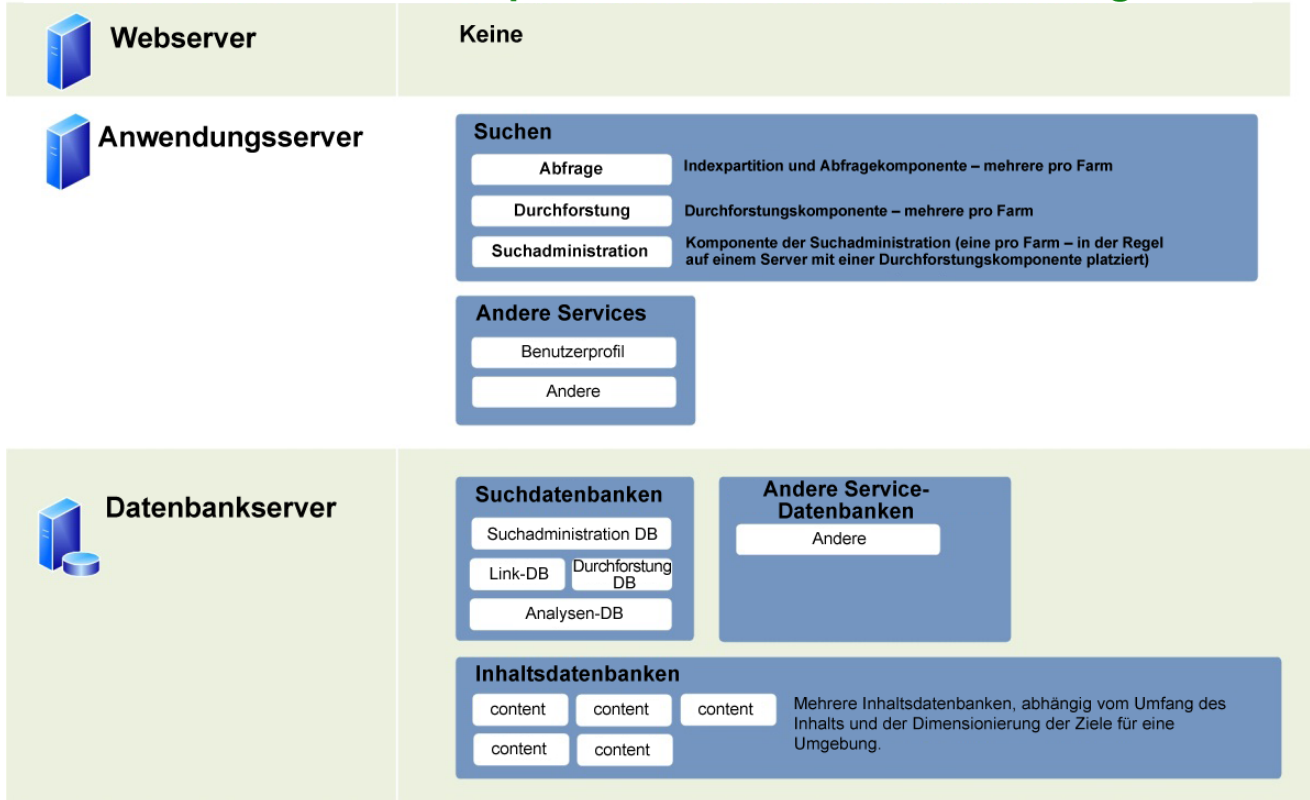 Webserver
Keine
Anwendungsserver
Suchen
Abfrage
Indexpartition und Abfragekomponente – mehrere pro Farm
Durchforstung
Durchforstungskomponente – mehrere pro Farm
Suchadministration
Komponente der Suchadministration (eine pro Farm – in der Regel
auf einem Server mit einer Durchforstungskomponente platziert)
Andere Services
Benutzerprofil
Andere
Datenbankserver
Suchdatenbanken
Suchadministration DB
Link-DB
Durchforstung
DB
Analysen-DB
Andere Service-
Datenbanken
Andere
Inhaltsdatenbanken
content
content
content
content
content
Mehrere Inhaltsdatenbanken, abhängig vom Umfang des
Inhalts und der Dimensionierung der Ziele für eine
Umgebung.